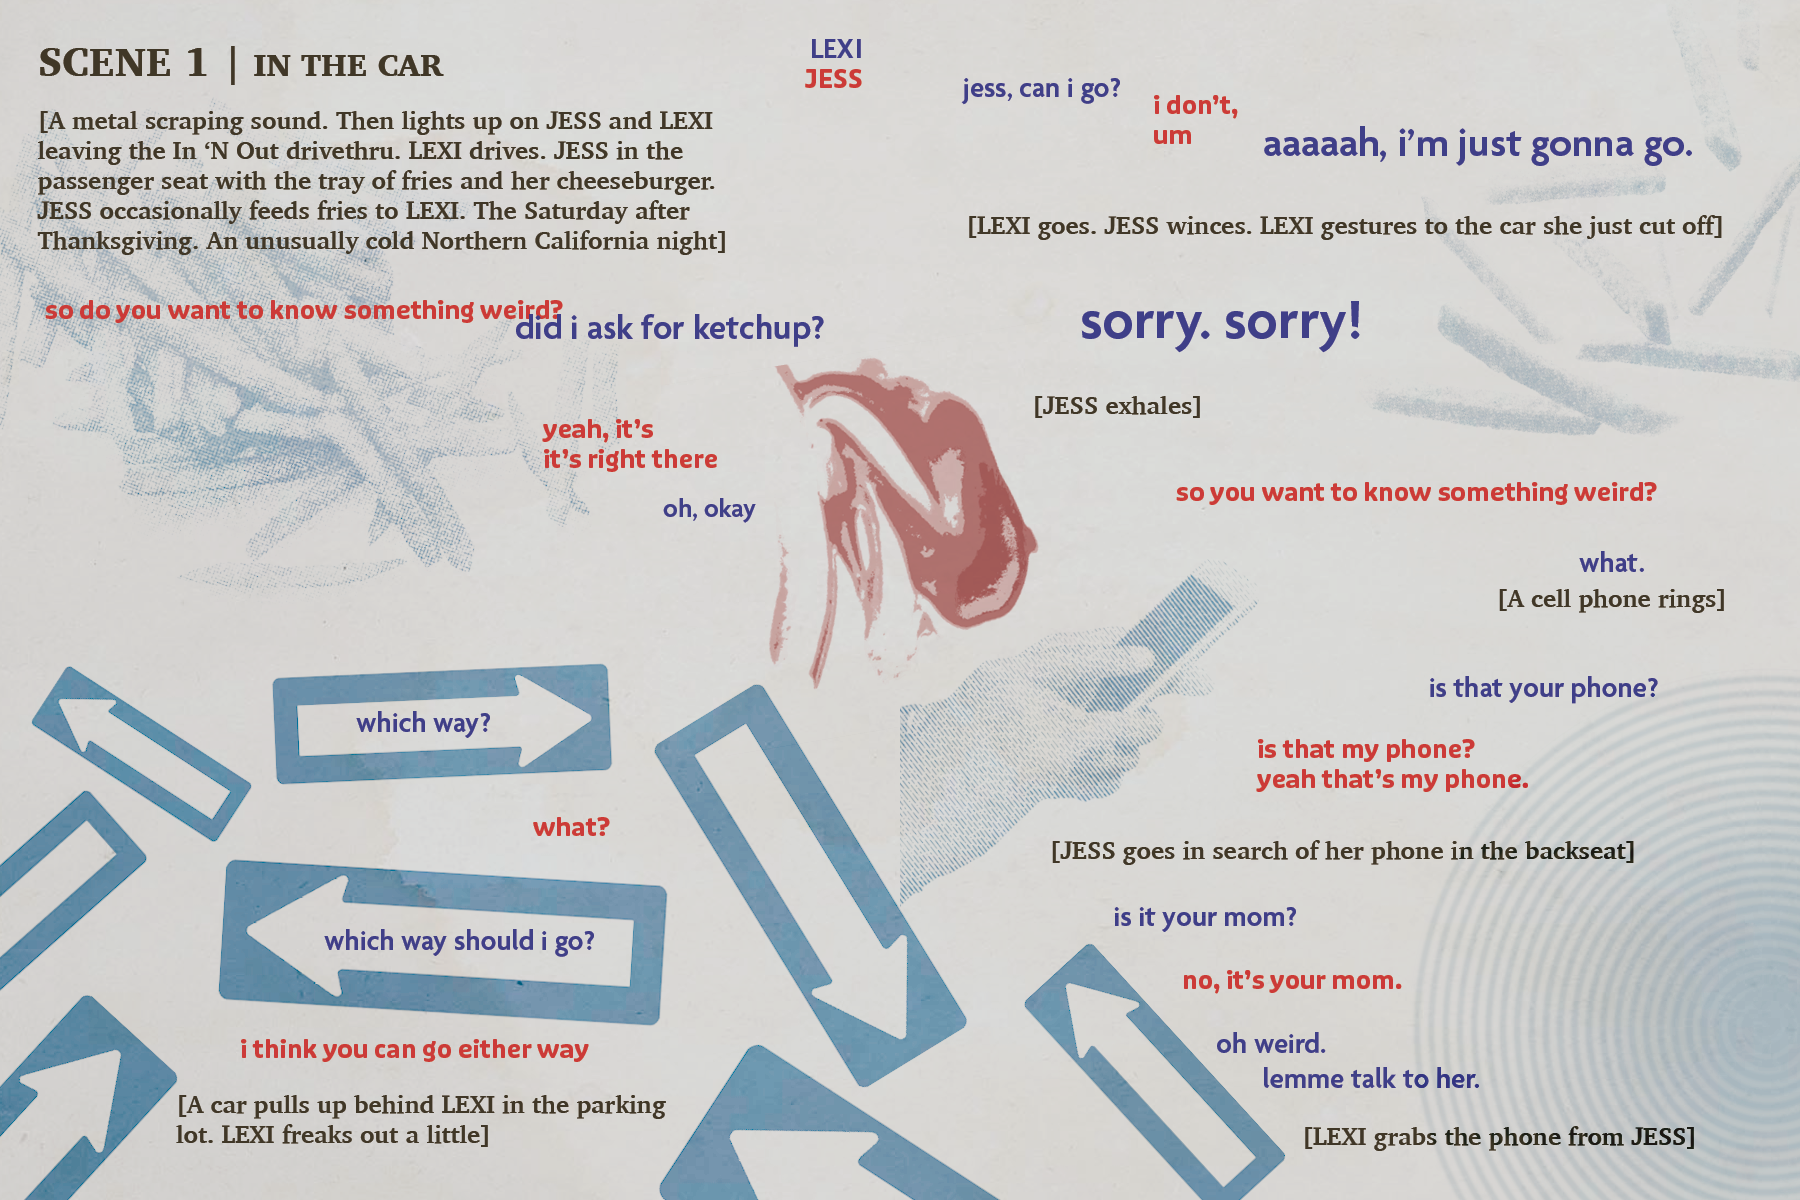 SCENE 1 | IN THE CAR
[A metal scraping sound. Then lights up on JESS and LEXI
leaving the In ‘N Out drivethru. LEXI drives. JESS in the
passenger seat with the tray of fries and her cheeseburger.
JESS occasionally feeds fries to LEXI. The Saturday after
Thanksgiving. An unusually cold Northern California night]
LEXI
JESS
so do you want to know something weird?
did i ask for ketchup?
yeah, it’s
it’s right there
oh, okay
which way?
what?
which way should i go?
i think you can go either way
[A car pulls up behind LEXI in the parking
lot. LEXI freaks out a little]
jess, can i go?
i don’t,
um
aaaaah, i’m just gonna go.
[LEXI goes. JESS winces. LEXI gestures to the car she just cut off]
sorry. sorry!
[JESS exhales]
so you want to know something weird?
what.
[A cell phone rings]
is that your phone?
is that my phone?
yeah that’s my phone.
[JESS goes in search of her phone in the backseat]
is it your mom?
no, it’s your mom.
oh weird.
lemme talk to her.
[LEXI grabs the phone from JESS]